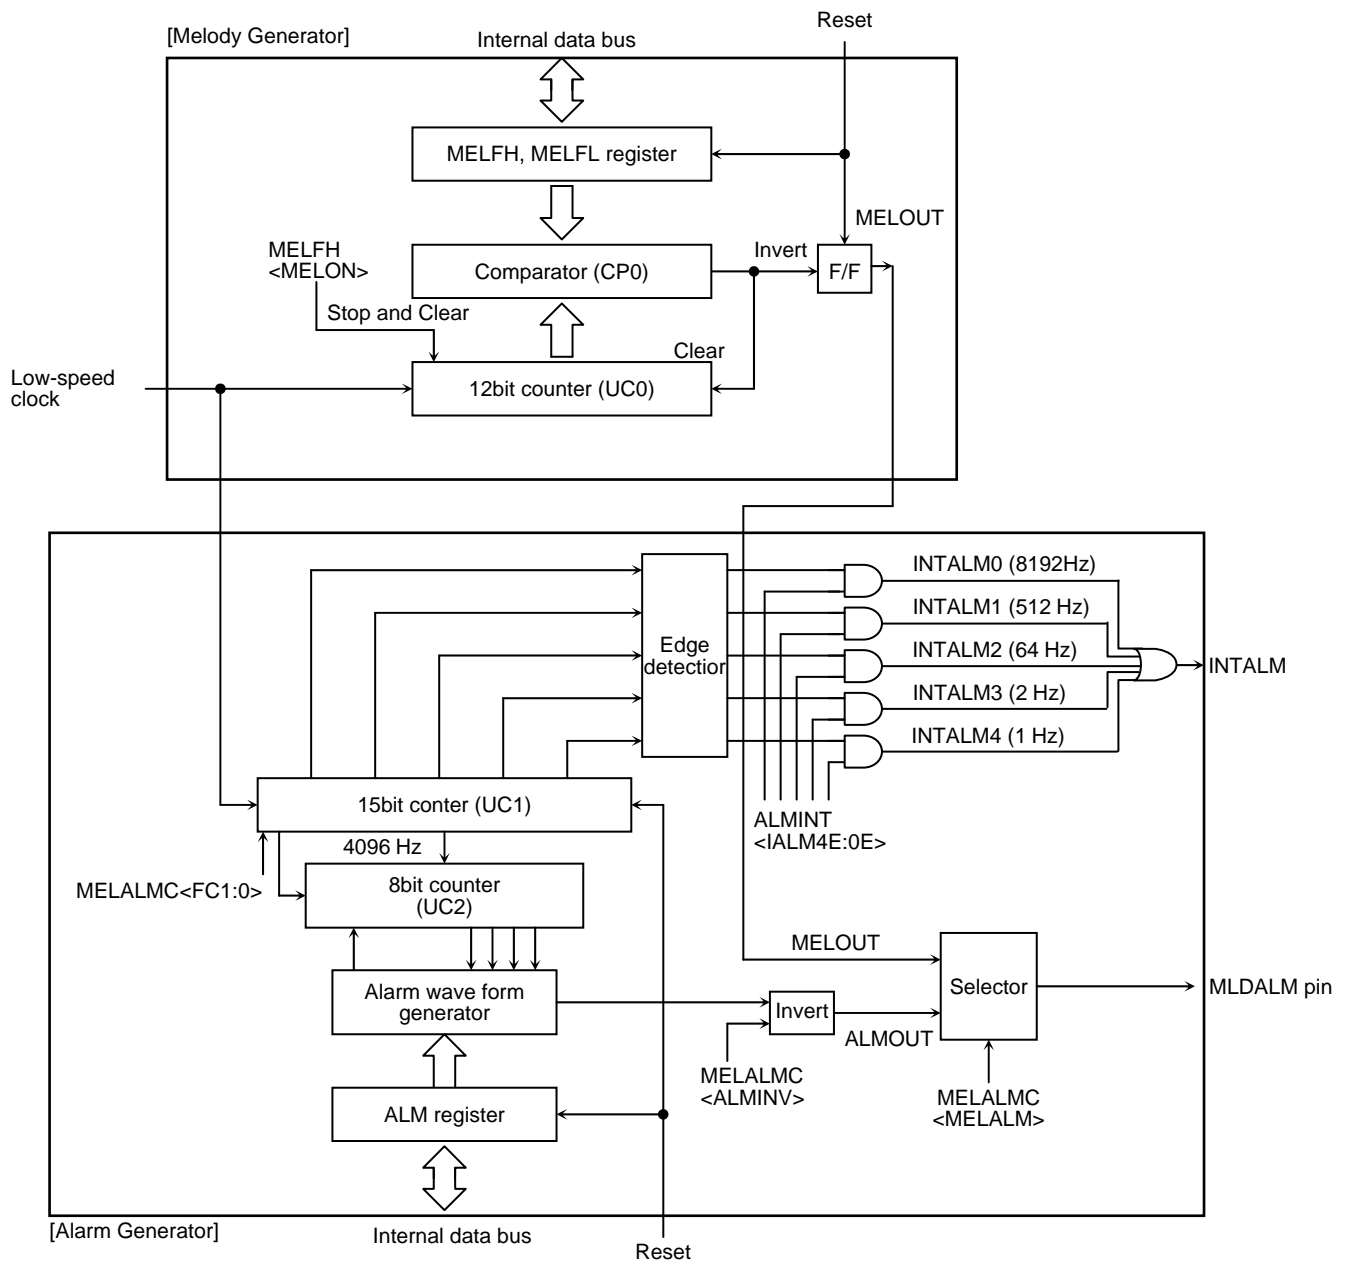 Reset
[Melody Generator]
Internal data bus
MELFH, MELFL register
MELOUT
MELFH
<MELON>
Invert
Comparator (CP0)
F/F
Stop and Clear
Clear
Low-speed
clock
12bit counter (UC0)
INTALM0 (8192Hz)
INTALM1 (512 Hz)
Edge
detection
INTALM2 (64 Hz)
INTALM
INTALM3 (2 Hz)
INTALM4 (1 Hz)
15bit conter (UC1)
ALMINT
<IALM4E:0E>
4096 Hz
MELALMC<FC1:0>
8bit counter
(UC2)
MELOUT
Alarm wave form
generator
Invert
Selector
MLDALM pin
ALMOUT
MELALMC
<ALMINV>
MELALMC
<MELALM>
ALM register
[Alarm Generator]
Internal data bus
Reset